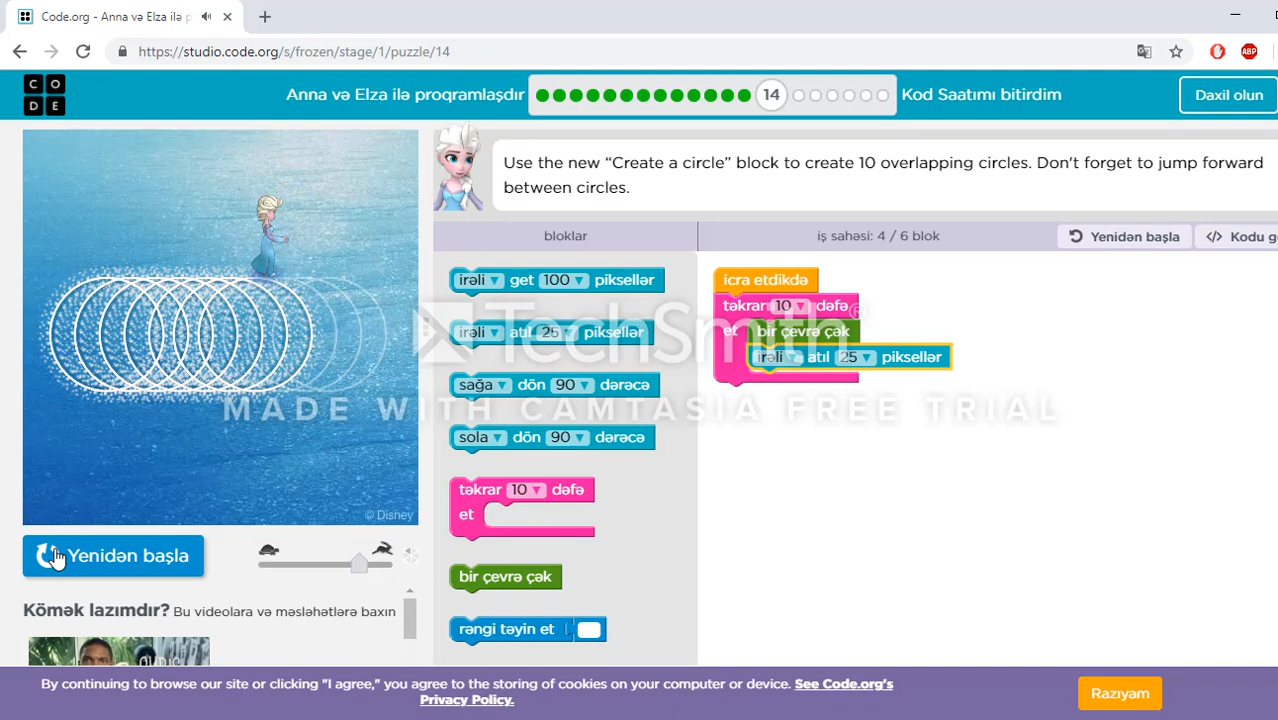 Code.org - Anna və Elza ilə p
https://studio.code.org/s/frozen/stage/1/puzzle/14
ABP
C O
D E
Anna və Elza ilə proqramlaşdır
14
Kod Saatımı bitirdim
Daxil olun
Use the new “Create a circle” block to create 10 overlapping circles. Don't forget to jump forward
between circles.
bloklar
iş sahəsi: 4 / 6 blok
Yenidən başla
</> Kodu g
irəli get 100 piksellər
irəli atıl 25 piksellər
sağa dön 90 dərəcə
sola dön 90 dərəcə
təkrar 10 dəfə
et
bir çevrə çək
rəngi təyin et
icra etdikdə
təkrar 10 dəfə
et bir çevrə çək
irəli atıl 25 piksellər
TechSmith
MADE WITH CAMTASIA FREE TRIAL
© Disney
Yenidən başla
Kömək lazımdır? Bu videolara və məsləhətlərə baxın
By continuing to browse our site or clicking "I agree," you agree to the storing of cookies on your computer or device. See Code.org's
Privacy Policy.
Razıyam